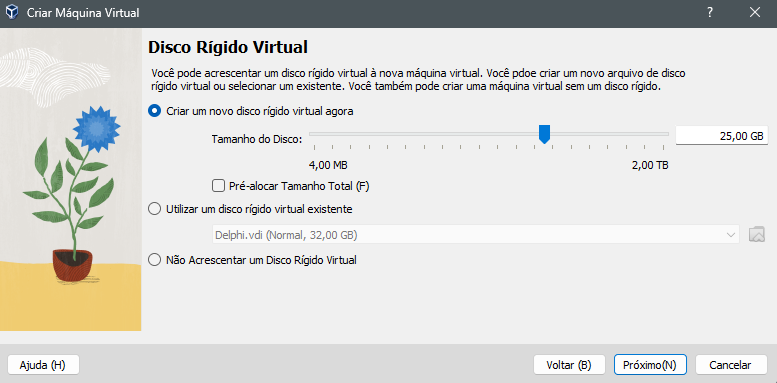 Criar Máquina Virtual
Disco Rígido Virtual
Você pode acrescentar um disco rígido virtual à nova máquina virtual. Você pdoe criar um novo arquivo de disco
rígido virtual ou selecionar um existente. Você também pode criar uma máquina virtual sem um disco rígido.
Criar um novo disco rígido virtual agora
Tamanho do Disco: 25,00 GB
4,00 MB 2,00 TB
Pré-alocar Tamanho Total (F)
Utilizar um disco rígido virtual existente
Delphi.vdi (Normal, 32,00 GB)
Não Acrescentar um Disco Rígido Virtual
Ajuda (H) Voltar (B) Próximo(N) Cancelar